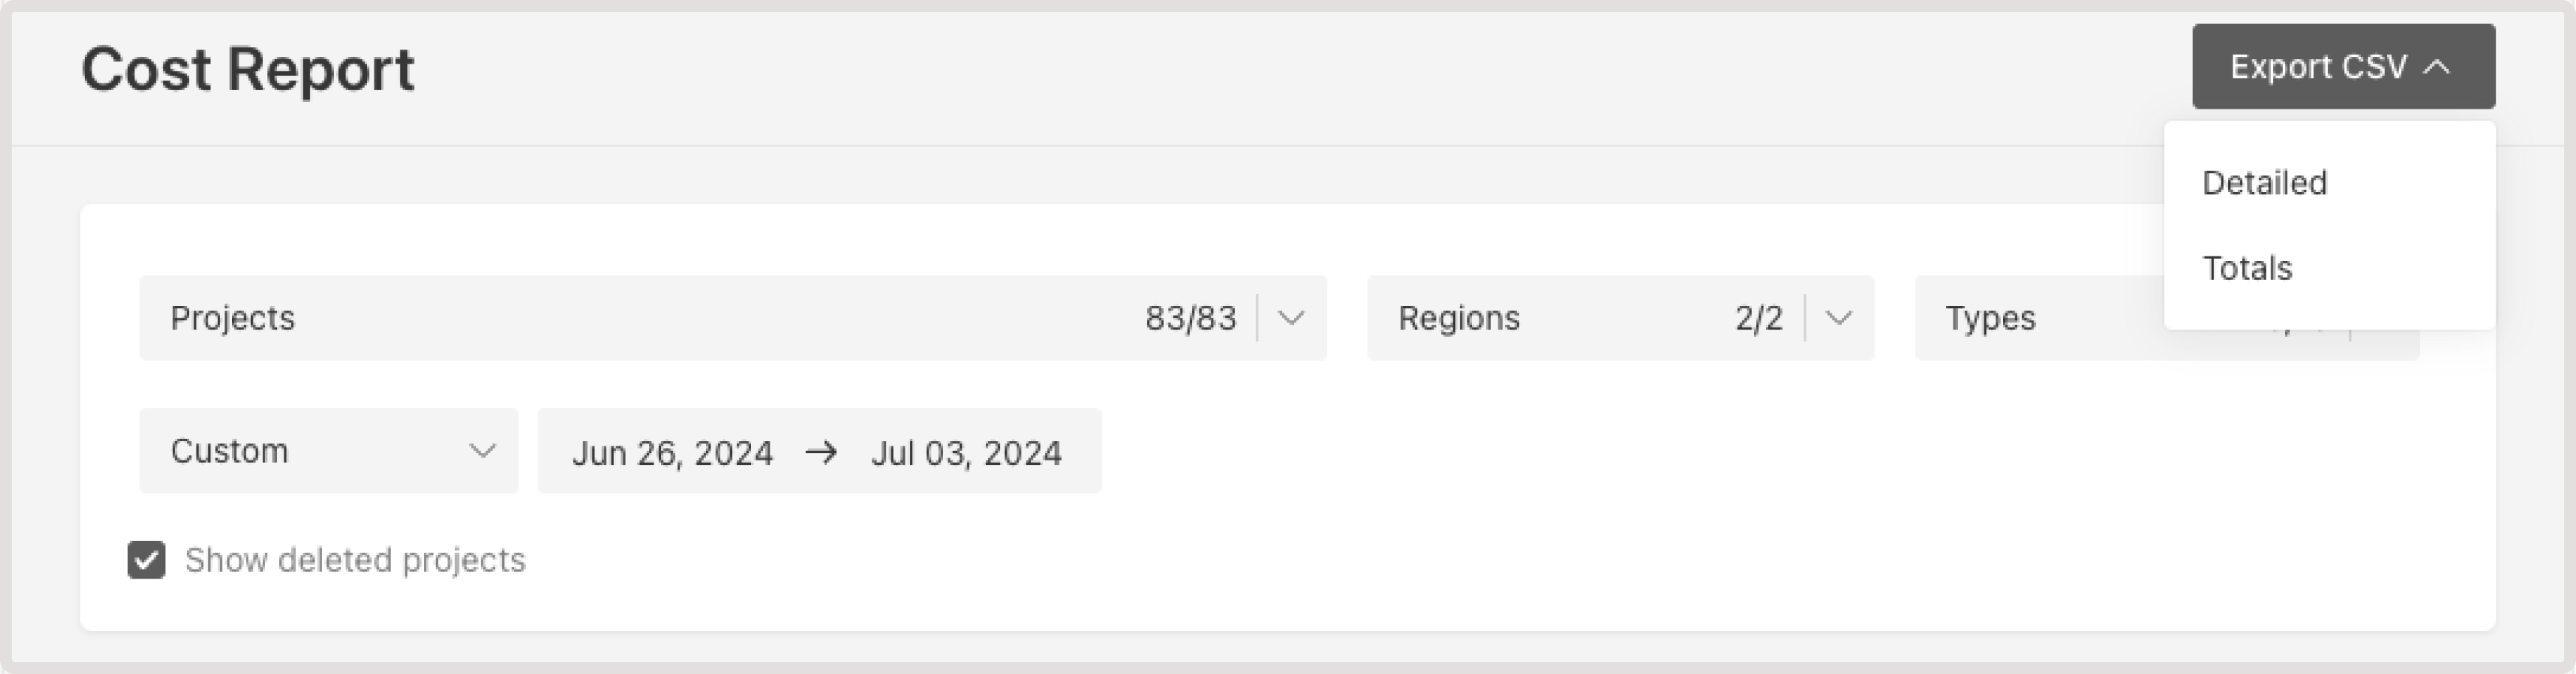 Cost Report
Export CSV
Detailed
Totals
Projects 83/83
Regions 2/2
Types
Custom
Jun 26, 2024 → Jul 03, 2024
Show deleted projects